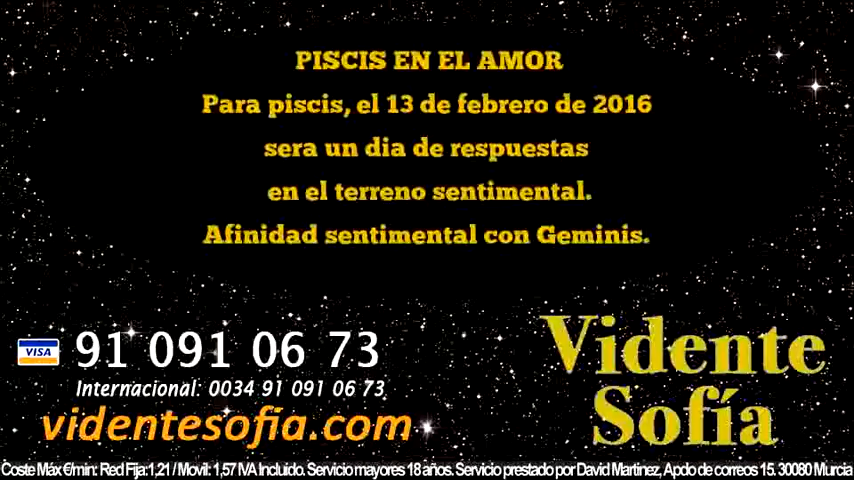 PISCIS EN EL AMOR
Para piscis, el 13 de febrero de 2016
sera un dia de respuestas
en el terreno sentimental.
Afinidad sentimental con Geminis.
VISA 91 091 06 73
Internacional: 0034 91 091 06 73
videntesofia.com
Vidente
Sofía
Coste Máx €/min: Red Fija:1,21 / Movil: 1,57 IVA Incluido. Servicio mayores 18 años. Servicio prestado por David Martinez, Apdo de correos 15. 30080 Murcia